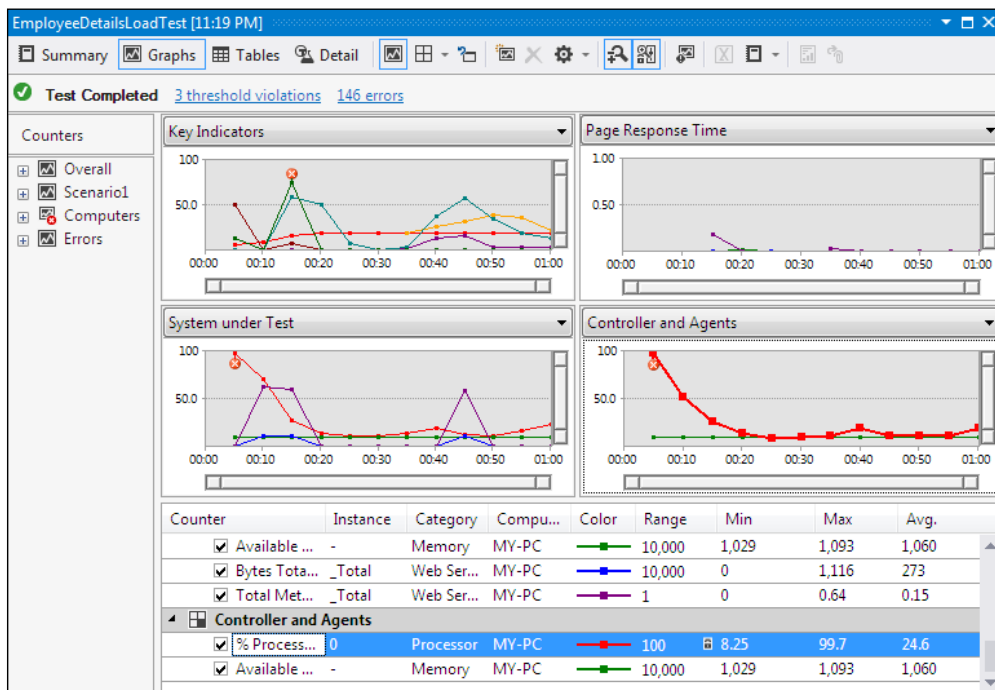 EmployeeDetailsLoadTest [11:19 PM]
Summary Graphs Tables Detail
Test Completed 3 threshold violations 146 errors
Counters
Overall
Scenario1
Computers
Errors
Key Indicators
100
50.0
00:00 00:10 00:20 00:30 00:40 00:50 01:00
Page Response Time
1.00
0.50
00:00 00:10 00:20 00:30 00:40 00:50 01:00
System under Test
100
50.0
00:00 00:10 00:20 00:30 00:40 00:50 01:00
Controller and Agents
100
50.0
00:00 00:10 00:20 00:30 00:40 00:50 01:00
Counter Instance Category Compu... Color Range Min Max Avg.
Available ... - Memory MY-PC 10,000 1,029 1,093 1,060
Bytes Tota... _Total Web Ser... MY-PC 10,000 0 1,116 273
Total Met... _Total Web Ser... MY-PC 1 0 0.64 0.15
Controller and Agents
% Process... 0 Processor MY-PC 100 8.25 99.7 24.6
Available ... - Memory MY-PC 10,000 1,029 1,093 1,060